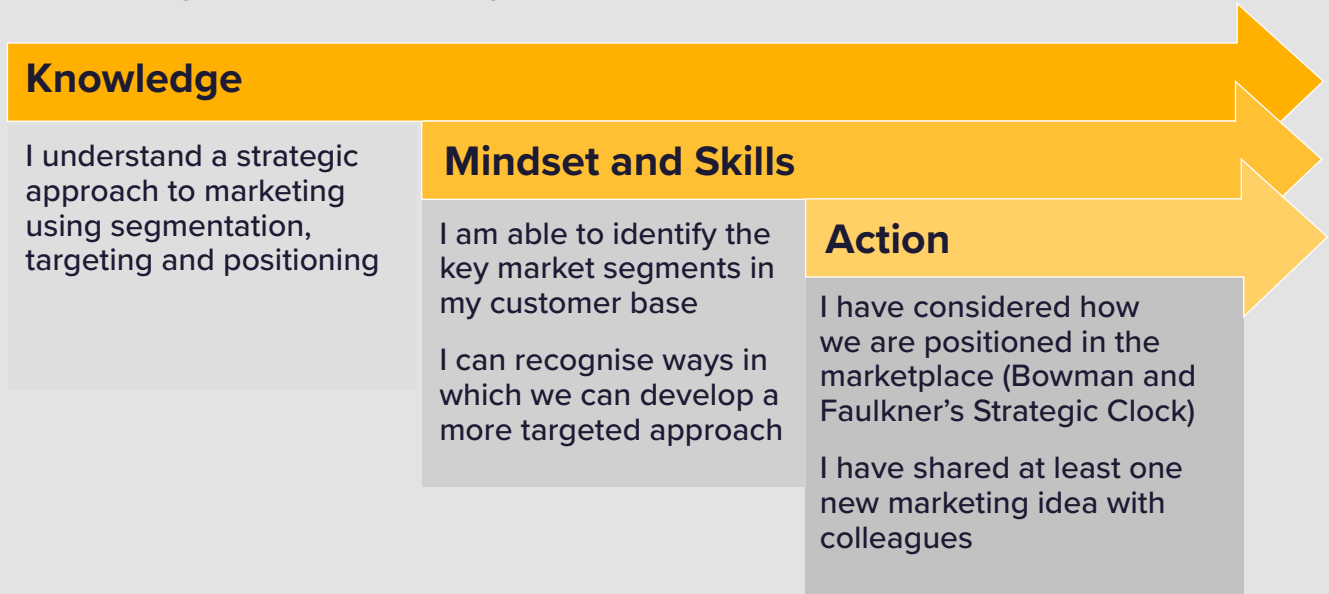 Knowledge
I understand a strategic
approach to marketing
using segmentation,
targeting and positioning
Mindset and Skills
I am able to identify the
key market segments in
my customer base
I can recognise ways in
which we can develop a
more targeted approach
Action
I have considered how
we are positioned in the
marketplace (Bowman and
Faulkner’s Strategic Clock)
I have shared at least one
new marketing idea with
colleagues